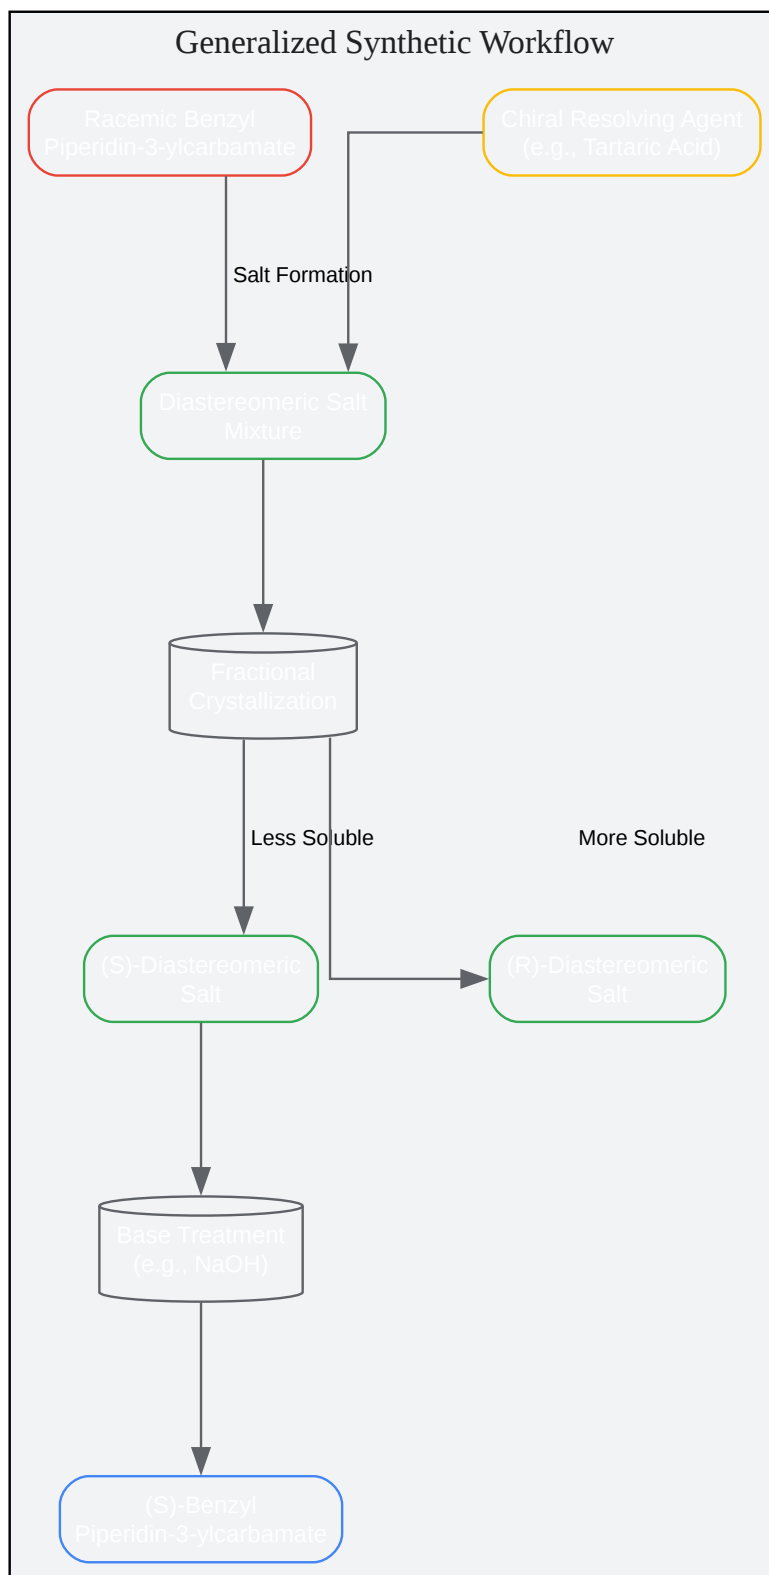 Generalized Synthetic Workflow
Racemic Benzyl
Piperidin-3-ylcarbamate
Chiral Resolving Agent
(e.g., Tartaric Acid)
Salt Formation
Diastereomeric Salt
Mixture
Fractional
Crystallization
Less Soluble
More Soluble
(S)-Diastereomeric
Salt
(R)-Diastereomeric
Salt
Base Treatment
(e.g., NaOH)
(S)-Benzyl
Piperidin-3-ylcarbamate